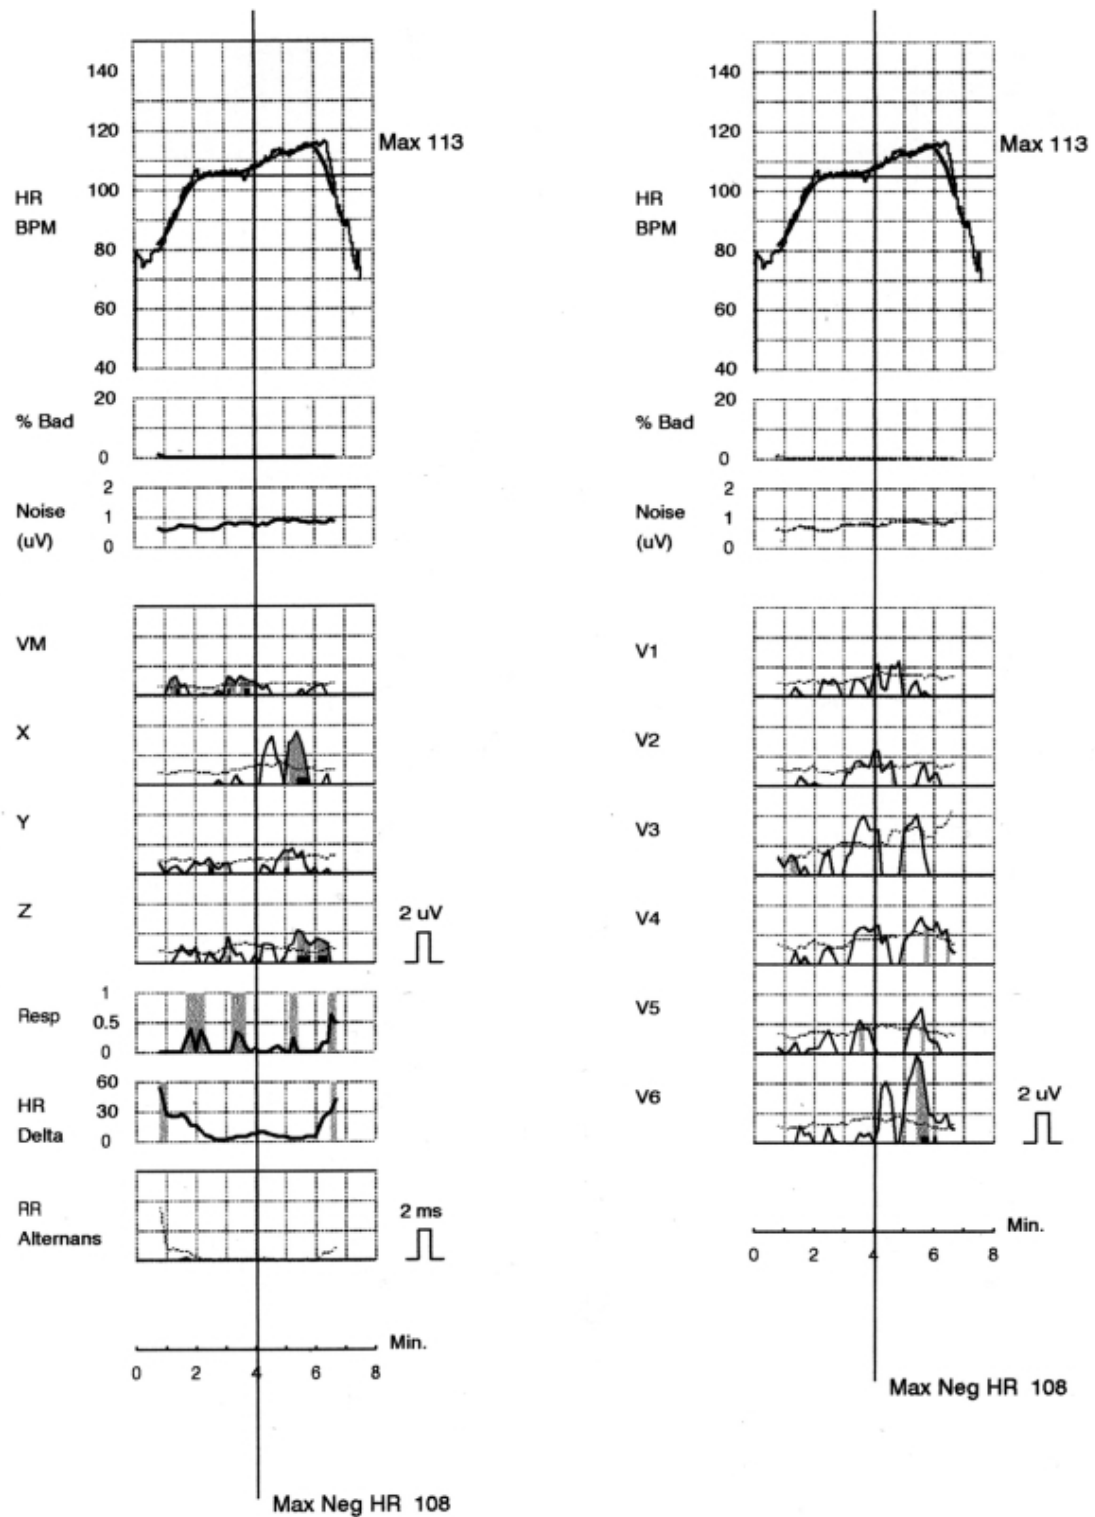 140
120
100
80
60
40
HR
BPM
Max 113
20
0
% Bad
2
1
0
Noise
(uV)
VM
X
Y
Z
2 uV
Resp
1
0.5
0
HR
Delta
60
30
0
RR
Alternans
2 ms
Min.
0 2 4 6 8
Max Neg HR 108
140
120
100
80
60
40
HR
BPM
Max 113
20
0
% Bad
2
1
0
Noise
(uV)
V1
V2
V3
V4
V5
V6
2 uV
Min.
0 2 4 6 8
Max Neg HR 108